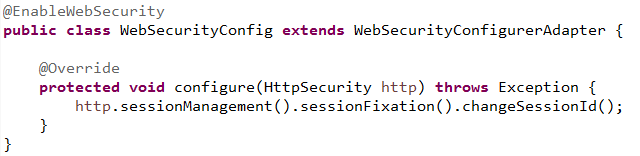 @EnableWebSecurity
public class WebSecurityConfig extends WebSecurityConfigurerAdapter {
@Override
protected void configure(HttpSecurity http) throws Exception {
http.sessionManagement().sessionFixation().changeSessionId();
}
}